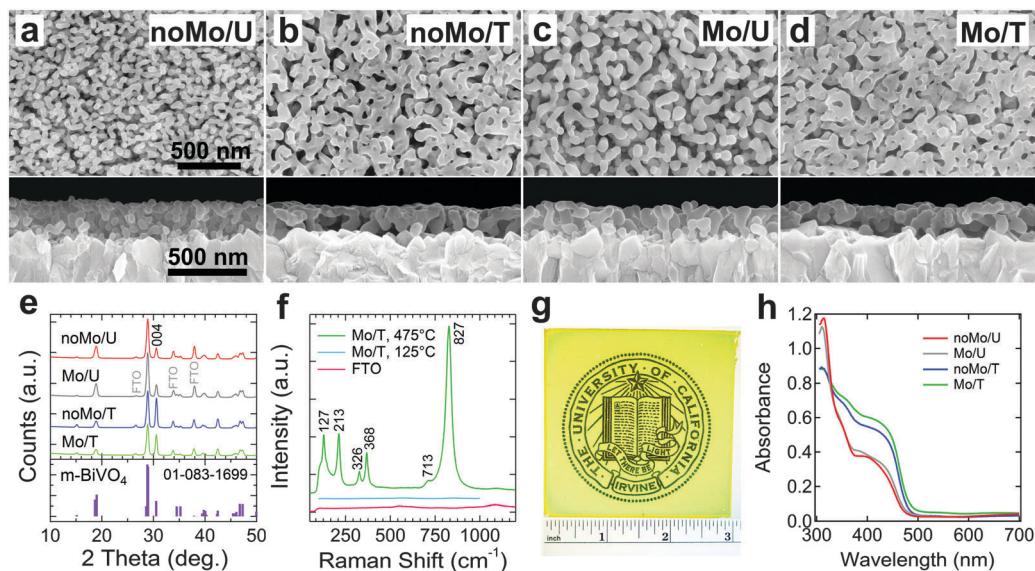 a noMo/U
b noMo/T
c Mo/U
d Mo/T
500 nm
500 nm
e
noMo/U
004
Mo/U
FTO
FTO
FTO
noMo/T
Mo/T
m-BiVO4 01-083-1699
Counts (a.u.)
10 20 30 40 50
2 Theta (deg.)
f
Mo/T, 475°C
Mo/T, 125°C
FTO
827
127
213
326
368
713
Intensity (a.u.)
250 500 750 1000
Raman Shift (cm-1)
g
THE · UNIVERSITY · OF · CALIFORNIA ·
LET THERE BE LIGHT
IRVINE
inch 1 2 3
h
noMo/U
Mo/U
noMo/T
Mo/T
Absorbance
1.2
1.0
0.8
0.6
0.4
0.2
0.0
300 400 500 600 700
Wavelength (nm)